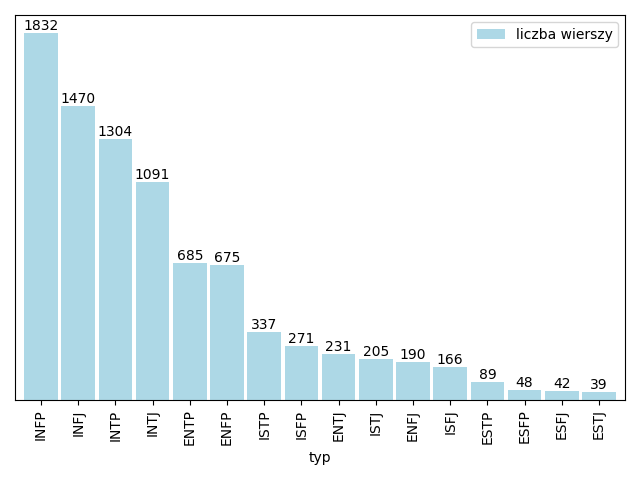 1832
1470
1304
1091
685
675
337
271
231
205
190
166
89
48
42
39
liczba wierszy
INFP
INFJ
INTP
INTJ
ENTP
ENFP
ISTP
ISFP
ENTJ
ISTJ
ENFJ
ISFJ
ESTP
ESFP
ESFJ
ESTJ
typ